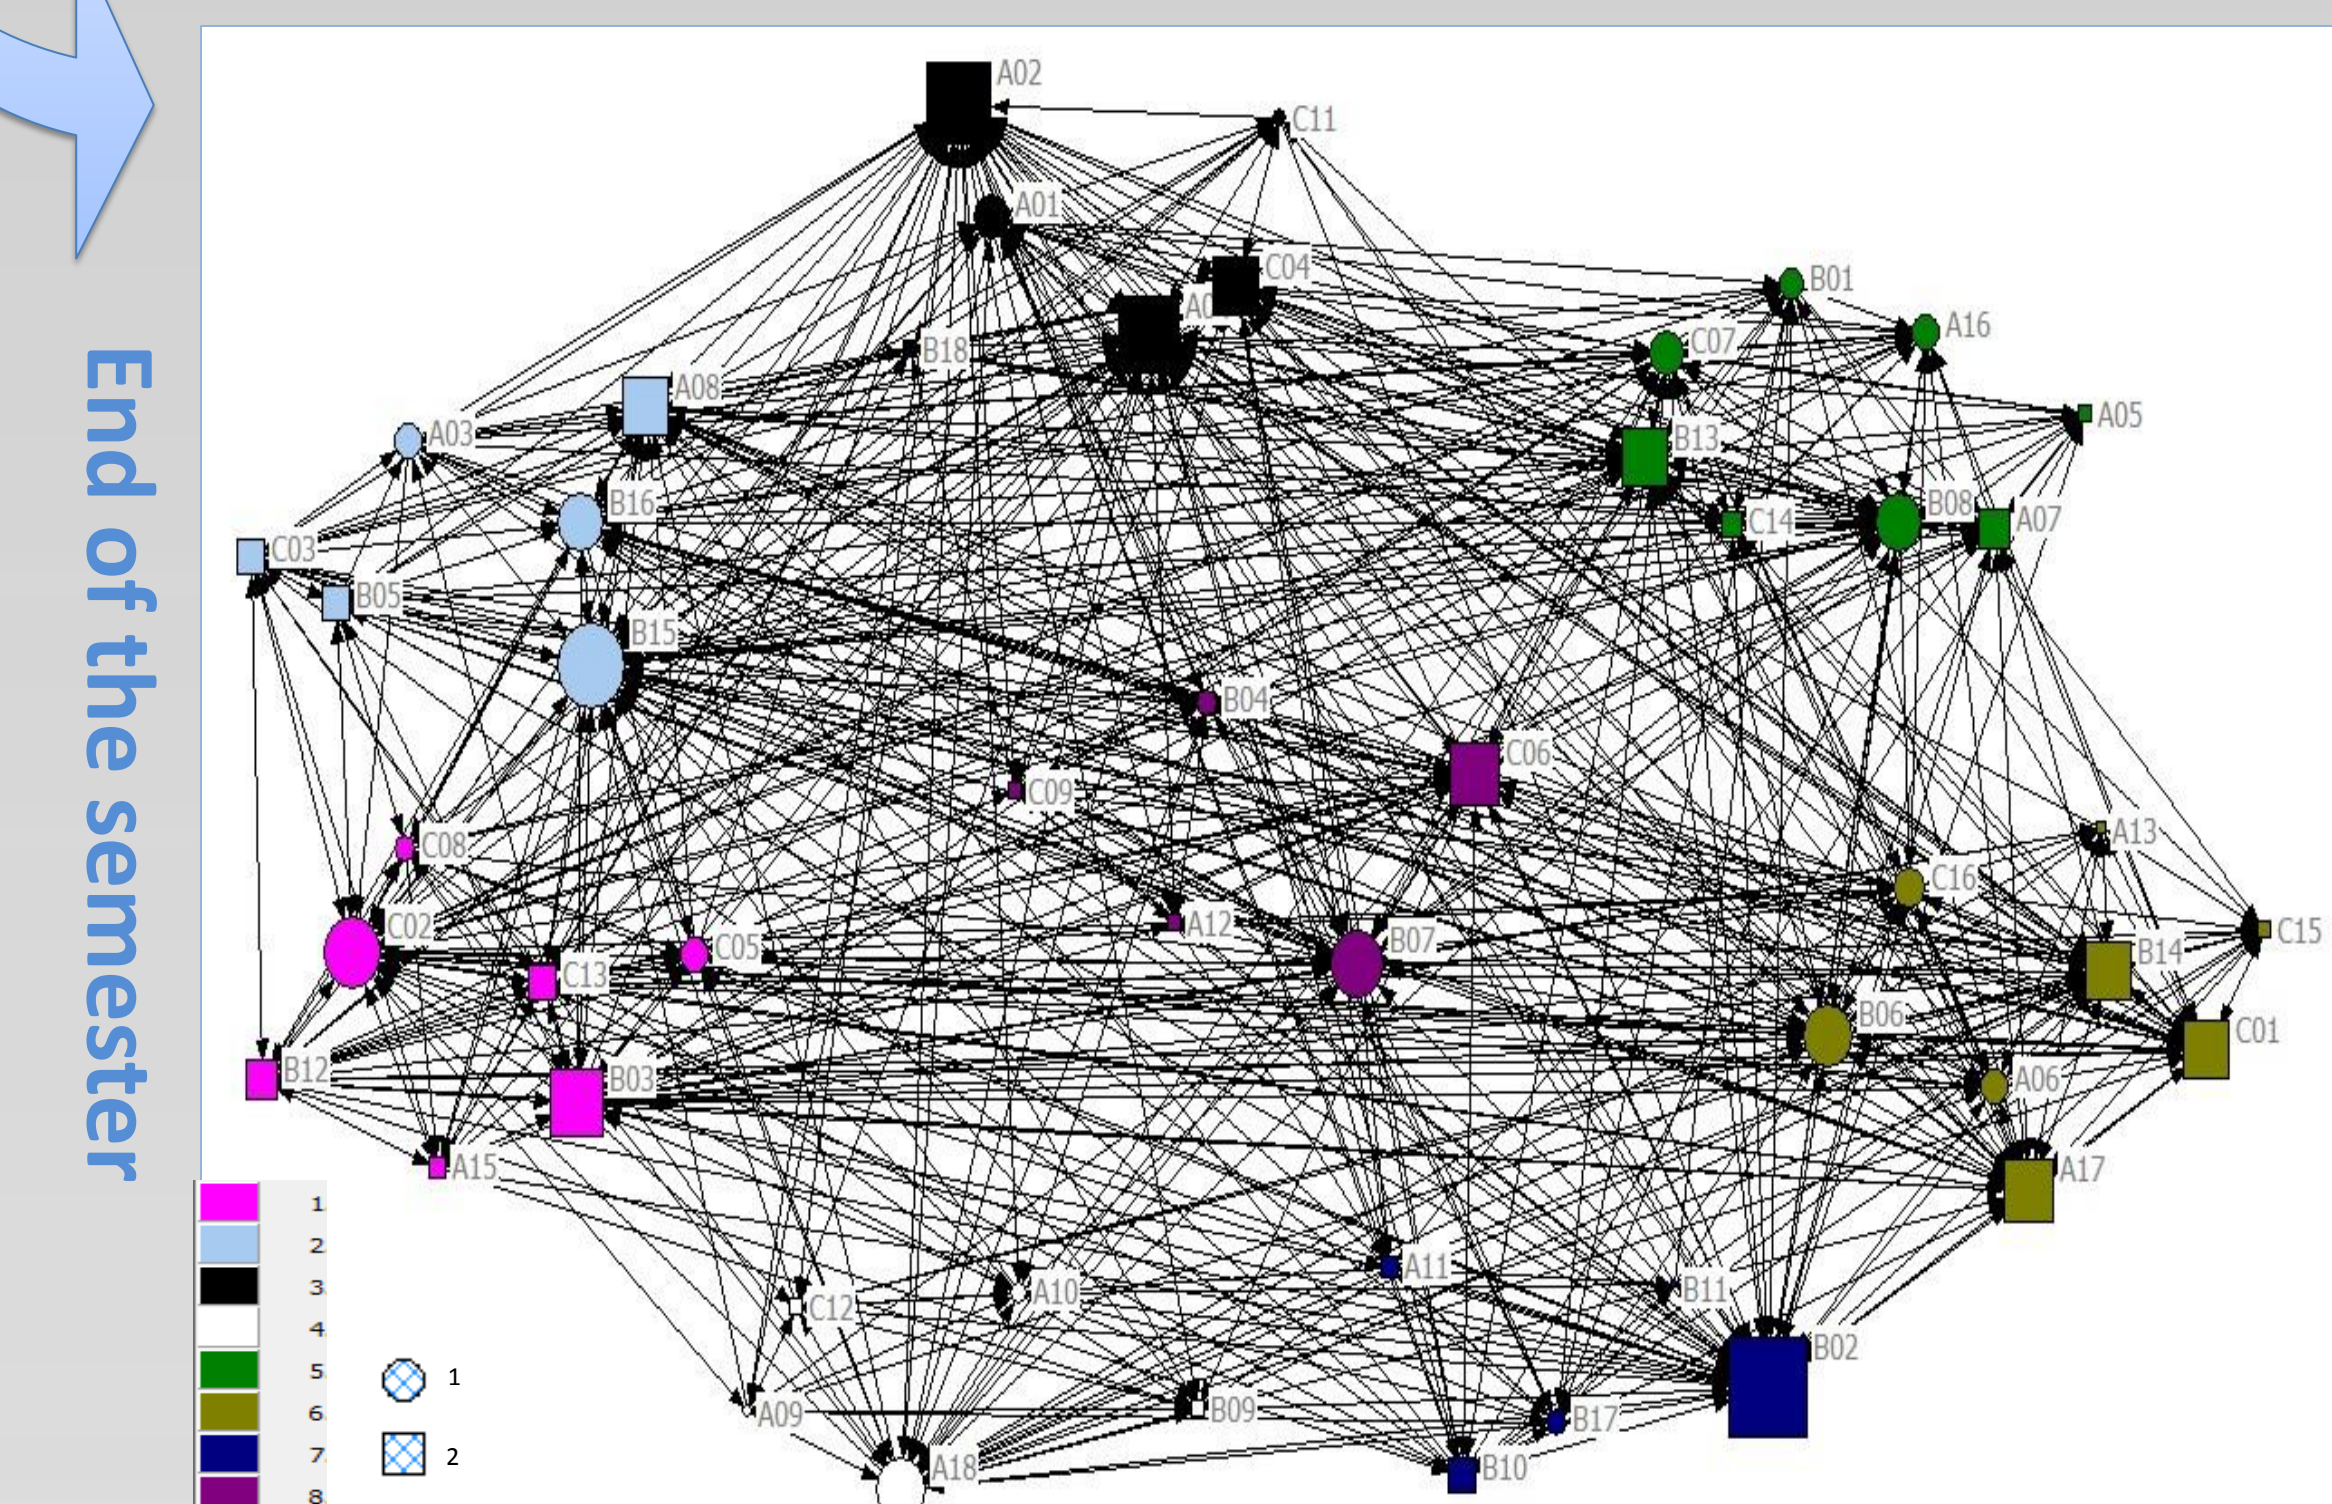 End of the semester
A02
C11
A01
C04
B01
A16
C07
B18
A08
A05
A03
B13
B16
B08
A07
C14
C03
B05
B15
B04
C06
C09
A13
C08
C16
A12
C02
B07
C15
C05
B14
C13
B06
C01
B12
B03
A06
A15
A17
1.
2.
3.
4.
5.
6.
7.
8.
A11
B11
A10
C12
B02
1
A09
B09
B17
2
A18
B10